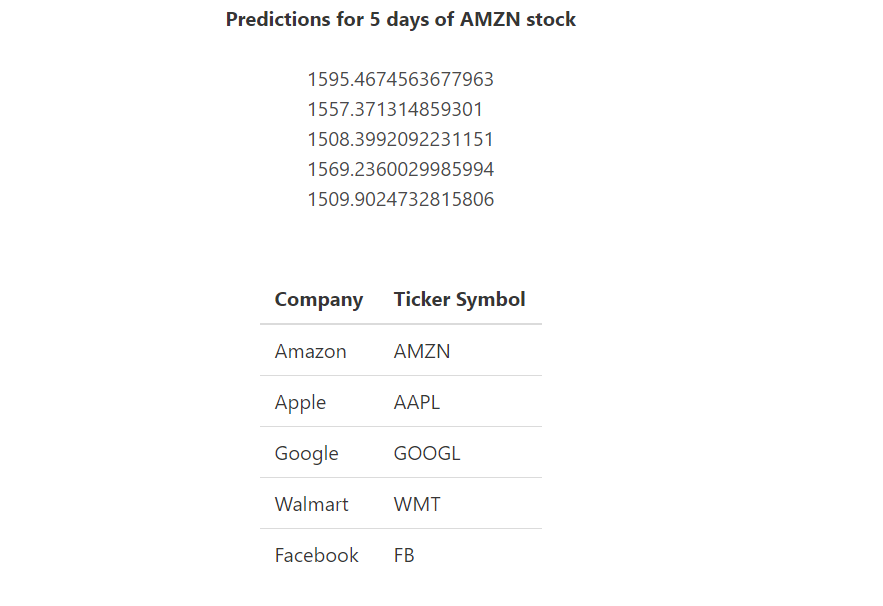 Predictions for 5 days of AMZN stock
1595.4674563677963
1557.371314859301
1508.3992092231151
1569.2360029985994
1509.9024732815806
Company Ticker Symbol
Amazon AMZN
Apple AAPL
Google GOOGL
Walmart WMT
Facebook FB